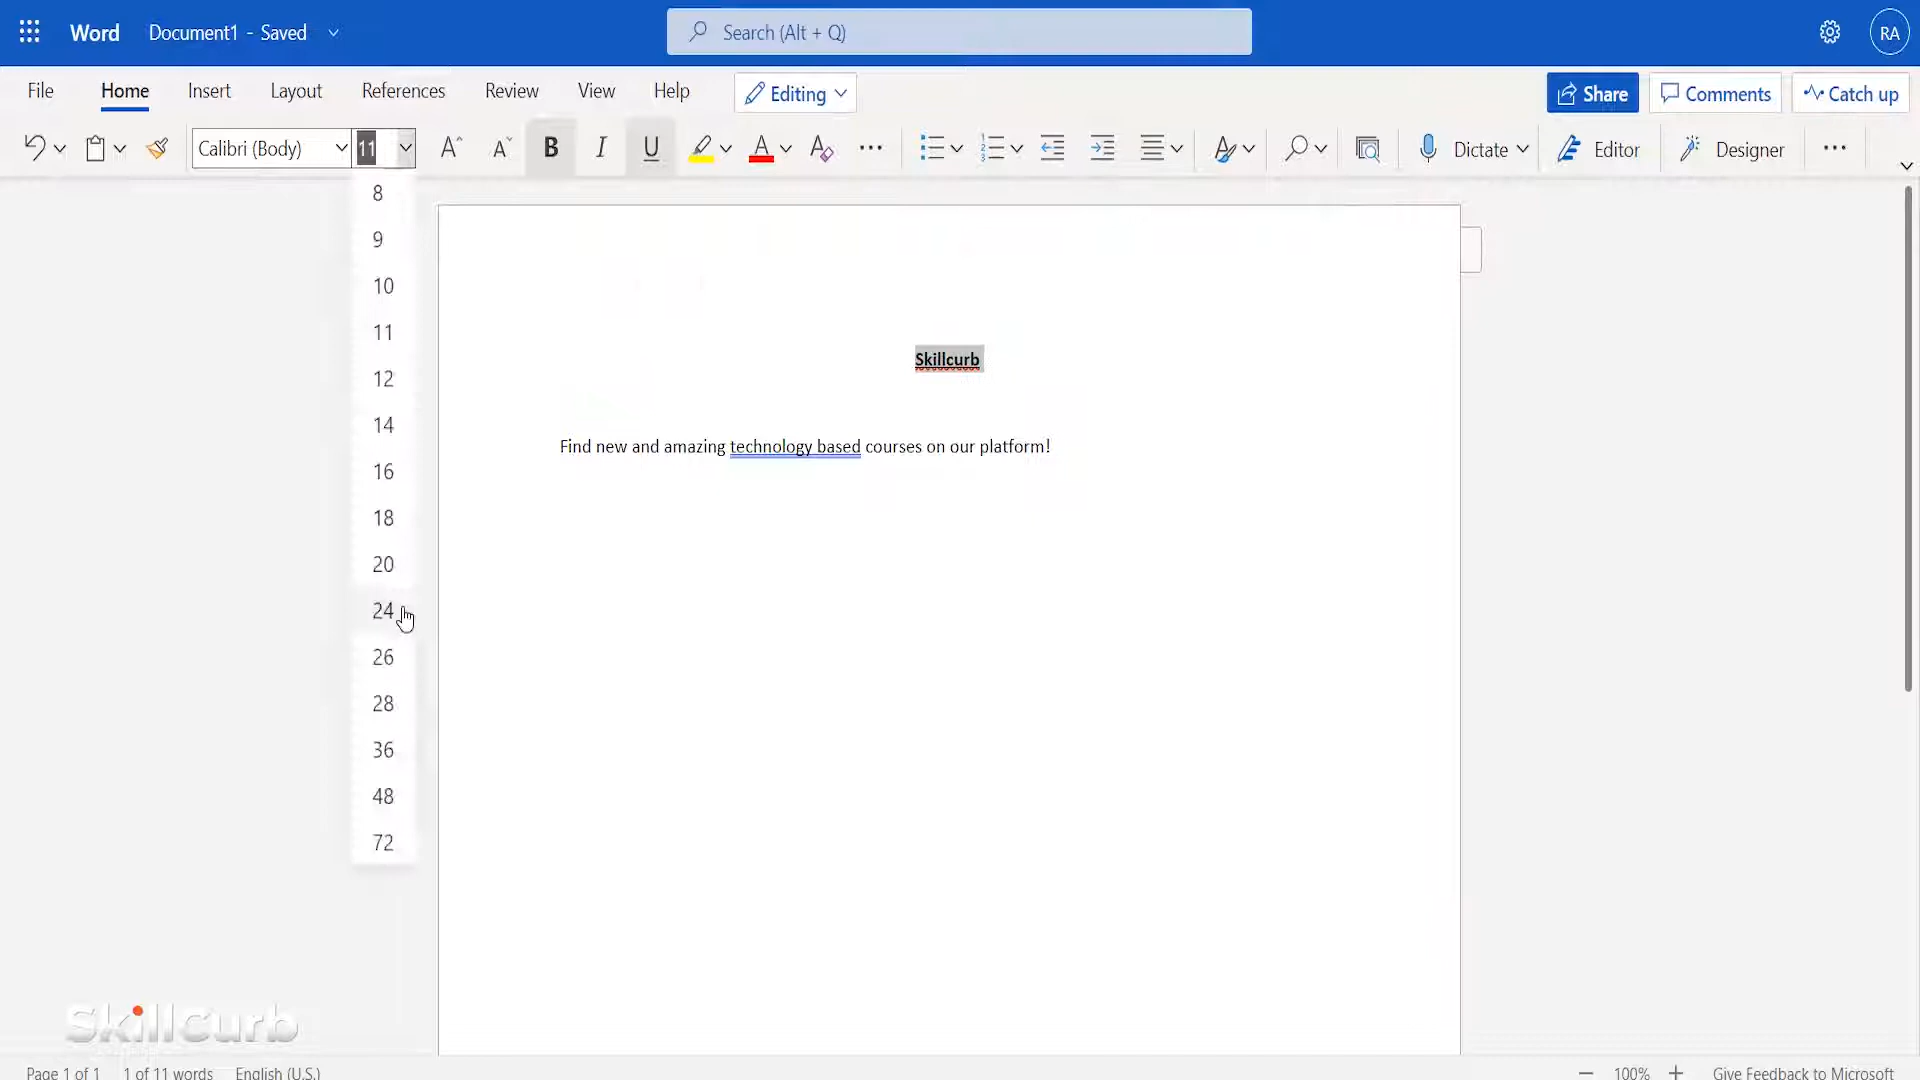 Word Document1 - Saved Search (Alt + Q) RA
File Home Insert Layout References Review View Help Editing Share Comments Catch up
Calibri (Body) 11 A A B I U A A Dictate Editor Designer
8
9
10
11
12
14
16
18
20
24
26
28
36
48
72
Skillcurb
Find new and amazing technology based courses on our platform!
Skillcurb
Page 1 of 1 1 of 11 words English (U.S.) 100% Give Feedback to Microsoft